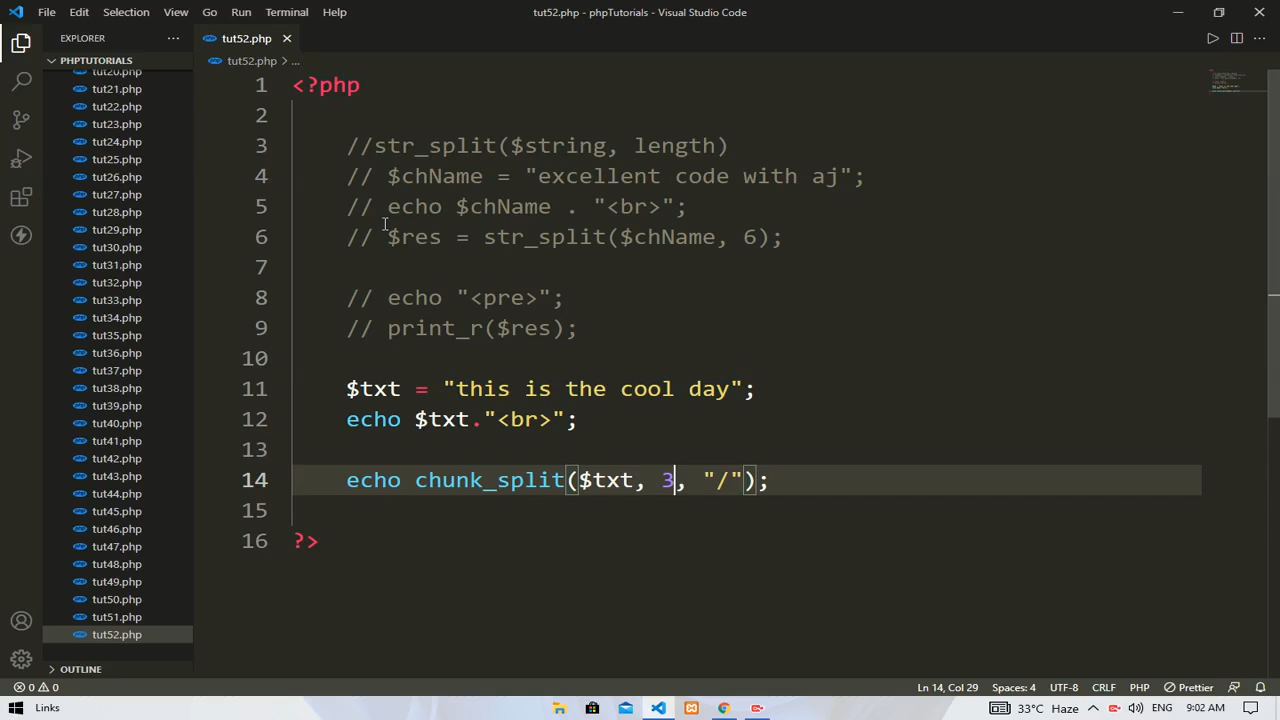 File Edit Selection View Go Run Terminal Help
tut52.php - phpTutorials - Visual Studio Code
EXPLORER
tut52.php
PHPTUTORIALS
tut52.php > ...
tut20.php
tut21.php
tut22.php
tut23.php
tut24.php
tut25.php
tut26.php
tut27.php
tut28.php
tut29.php
tut30.php
tut31.php
tut32.php
tut33.php
tut34.php
tut35.php
tut36.php
tut37.php
tut38.php
tut39.php
tut40.php
tut41.php
tut42.php
tut43.php
tut44.php
tut45.php
tut46.php
tut47.php
tut48.php
tut49.php
tut50.php
tut51.php
tut52.php
OUTLINE
1 <?php
2
3 //str_split($string, length)
4 // $chName = "excellent code with aj";
5 // echo $chName . "<br>";
6 // $res = str_split($chName, 6);
7
8 // echo "<pre>";
9 // print_r($res);
10
11 $txt = "this is the cool day";
12 echo $txt."<br>";
13
14 echo chunk_split($txt, 3, "/");
15
16 ?>
0 0
Ln 14, Col 29 Spaces: 4 UTF-8 CRLF PHP Prettier
Links
33°C Haze ENG 9:02 AM